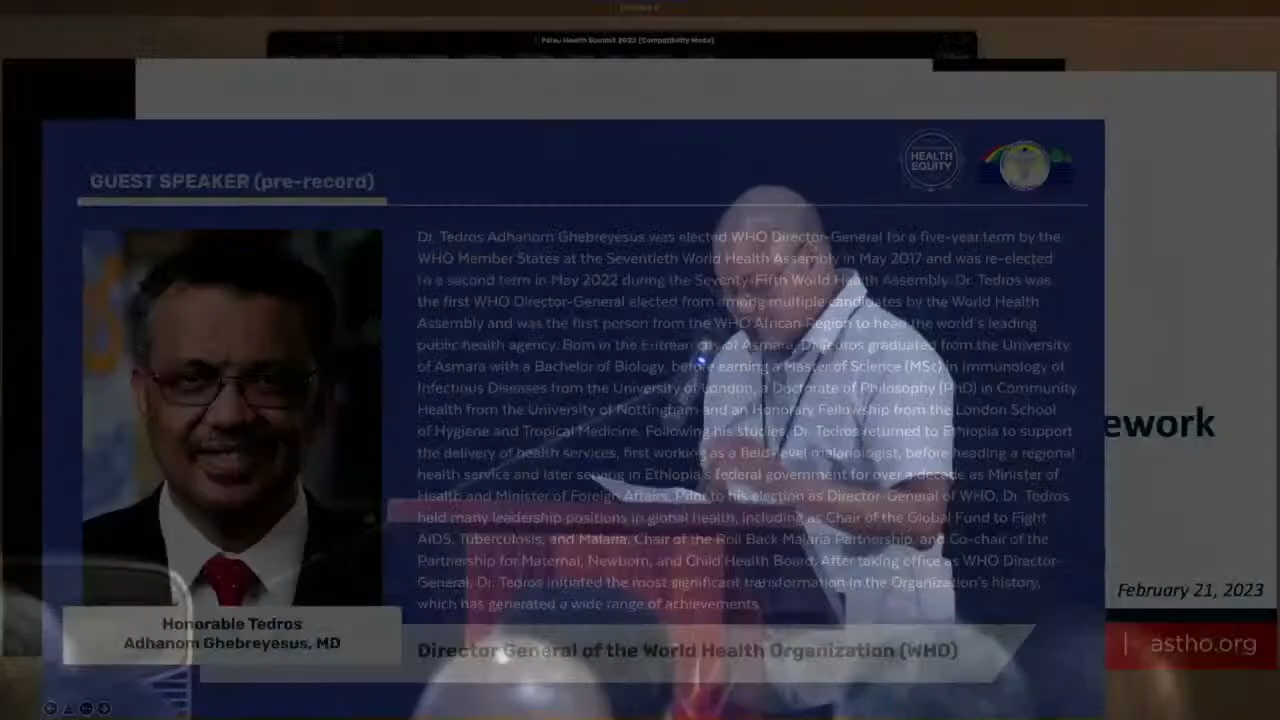 Palau Health Summit 2023 (Compatibility Mode)
HEALTH
EQUITY
GUEST SPEAKER (pre-record)
Dr. Tedros Adhanom Ghebreyesus was elected WHO Director-General for a five-year term by the
WHO Member States at the Seventieth World Health Assembly in May 2017 and was re-elected
to a second term in May 2022 during the Seventy-Fifth World Health Assembly. Dr. Tedros was
the first WHO Director-General elected from among multiple candidates by the World Health
Assembly and was the first person from the WHO African Region to head the world's leading
public health agency. Born in the Eritrean city of Asmara, Dr. Tedros graduated from the University
of Asmara with a Bachelor of Biology, before earning a Master of Science (MSc) in Immunology of
Infectious Diseases from the University of London, a Doctorate of Philosophy (PhD) in Community
Health from the University of Nottingham and an Honorary Fellowship from the London School
of Hygiene and Tropical Medicine. Following his studies, Dr. Tedros returned to Ethiopia to support
the delivery of health services, first working as a field-level malariologist, before heading a regional
health service and later serving in Ethiopia's federal government for over a decade as Minister of
Health and Minister of Foreign Affairs. Prior to his election as Director-General of WHO, Dr. Tedros
held many leadership positions in global health, including as Chair of the Global Fund to Fight
AIDS, Tuberculosis, and Malaria, Chair of the Roll Back Malaria Partnership, and Co-chair of the
Partnership for Maternal, Newborn, and Child Health Board. After taking office as WHO Director-
General, Dr. Tedros initiated the most significant transformation in the Organization's history,
which has generated a wide range of achievements.
Honorable Tedros
Adhanom Ghebreyesus, MD
Director General of the World Health Organization (WHO)
ework
February 21, 2023
| astho.org